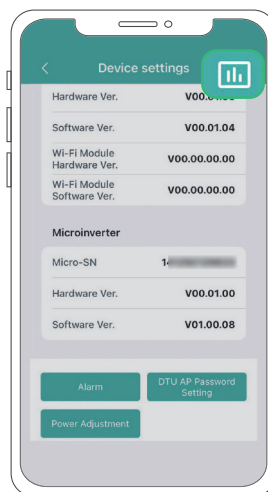 Device settings
Hardware Ver.
Software Ver. V00.01.04
Wi-Fi Module
Hardware Ver. V00.00.00.00
Wi-Fi Module
Software Ver. V00.00.00.00
Microinverter
Micro-SN
Hardware Ver. V00.01.00
Software Ver. V01.00.08
Alarm
DTU AP Password
Setting
Power Adjustment